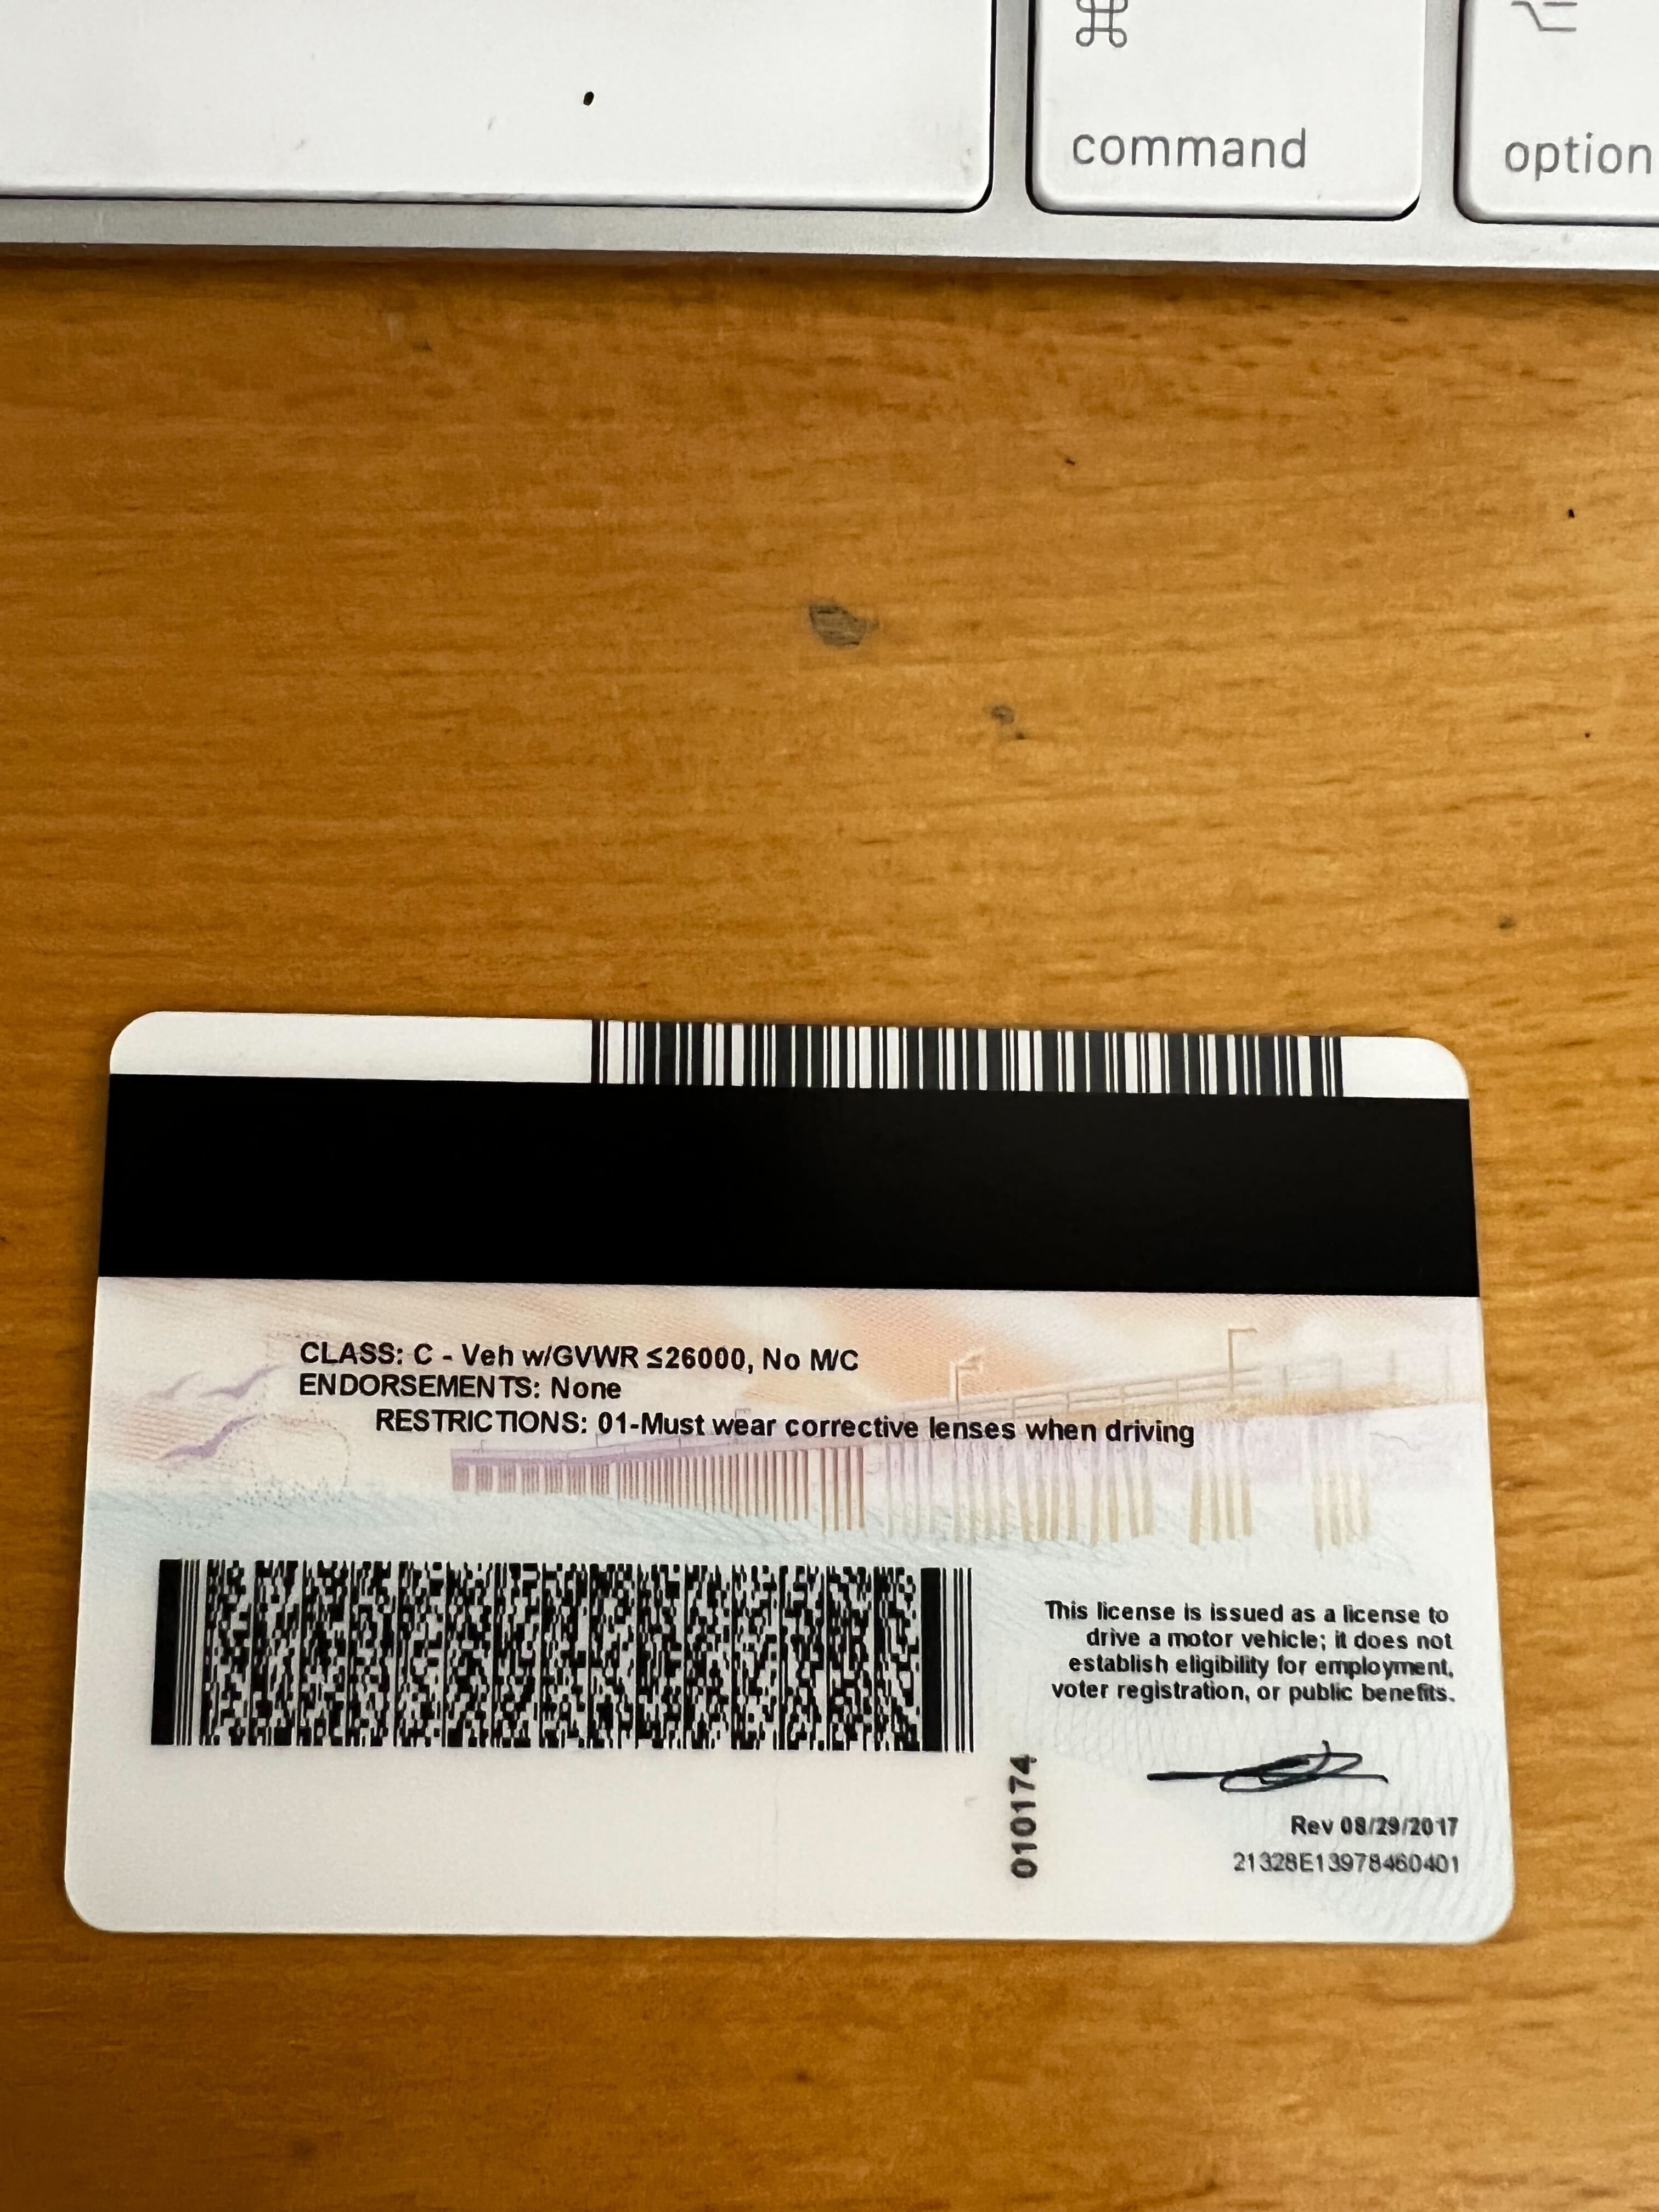 ⌘
⌥
command
option
CLASS: C - Veh w/GVWR ≤26000, No M/C
ENDORSEMENTS: None
RESTRICTIONS: 01-Must wear corrective lenses when driving
This license is issued as a license to
drive a motor vehicle; it does not
establish eligibility for employment,
voter registration, or public benefits.
010174
Rev 08/29/2017
21328E13978460401